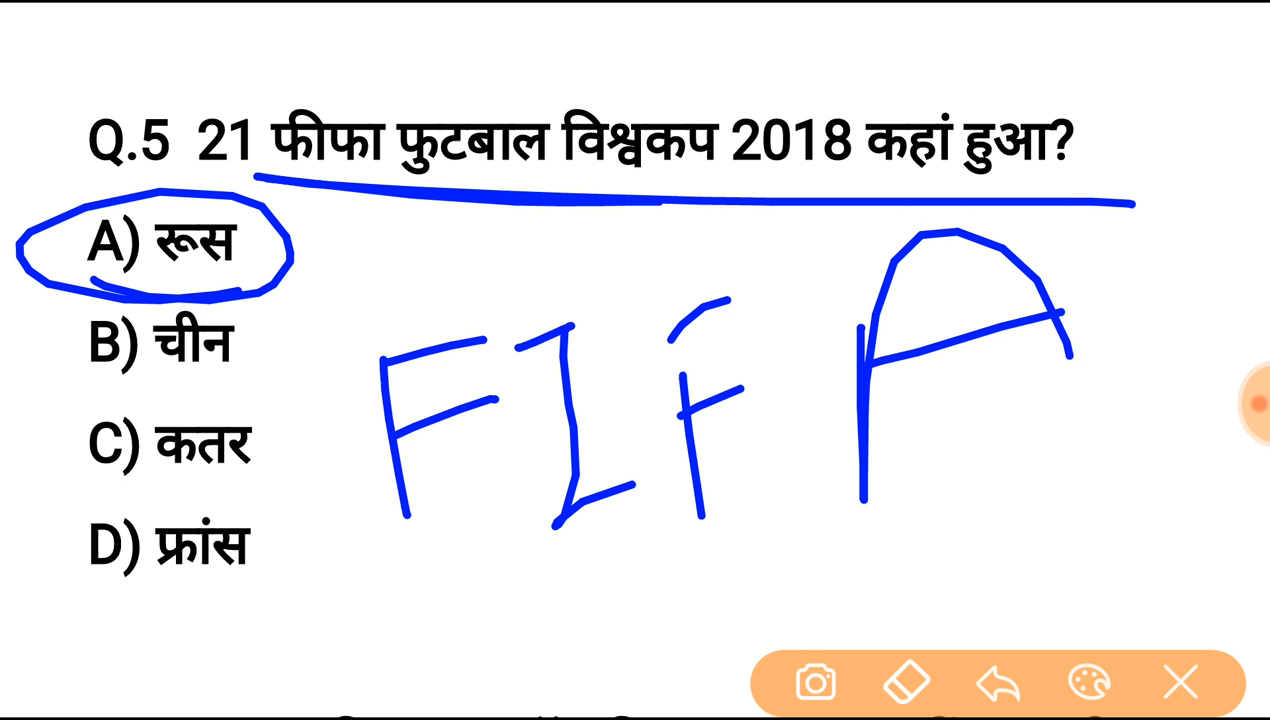 Q.5 21 फीफा फुटबाल विश्वकप 2018 कहां हुआ?
A) रूस
B) चीन
C) कतर
D) फ्रांस
FIFA